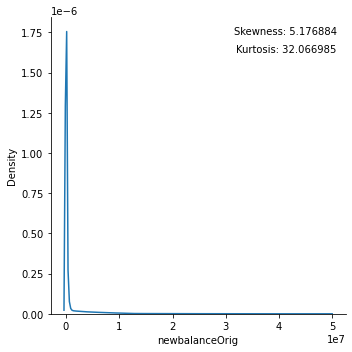 1e−6
Skewness: 5.176884
Kurtosis: 32.066985
1.75
1.50
1.25
1.00
0.75
0.50
0.25
0.00
Density
0 1 2 3 4 5
1e7
newbalanceOrig